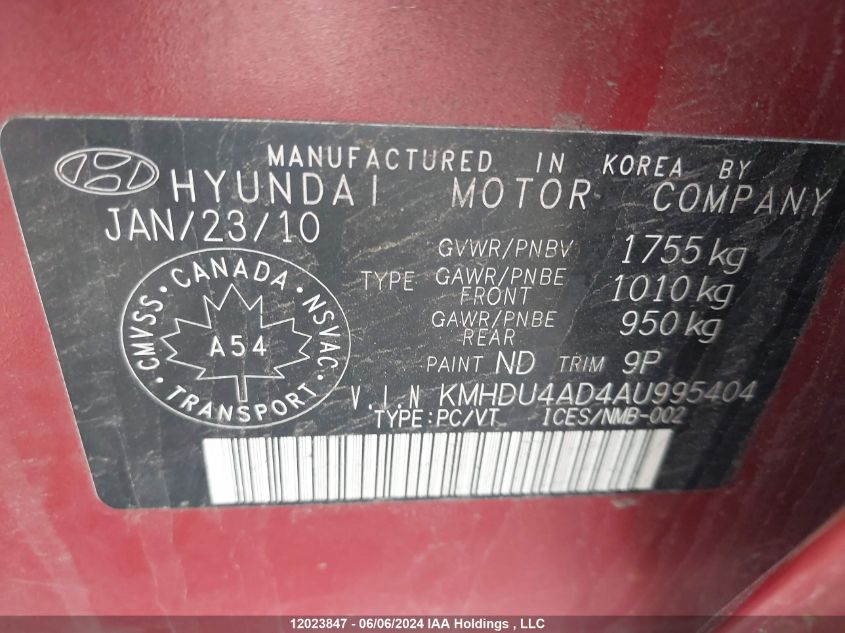 MANUFACTURED IN KOREA BY
HYUNDAI MOTOR COMPANY
JAN/23/10
GVWR/PNBV 1755 kg
TYPE GAWR/PNBE FRONT 1010 kg
GAWR/PNBE REAR 950 kg
PAINT ND TRIM 9P
CMVSS · CANADA · NSVAC · TRANSPORT ·
A54
V.I.N KMHDU4AD4AU995404
TYPE:PC/VT ICES/NMB-002
12023847 - 06/06/2024 IAA Holdings , LLC